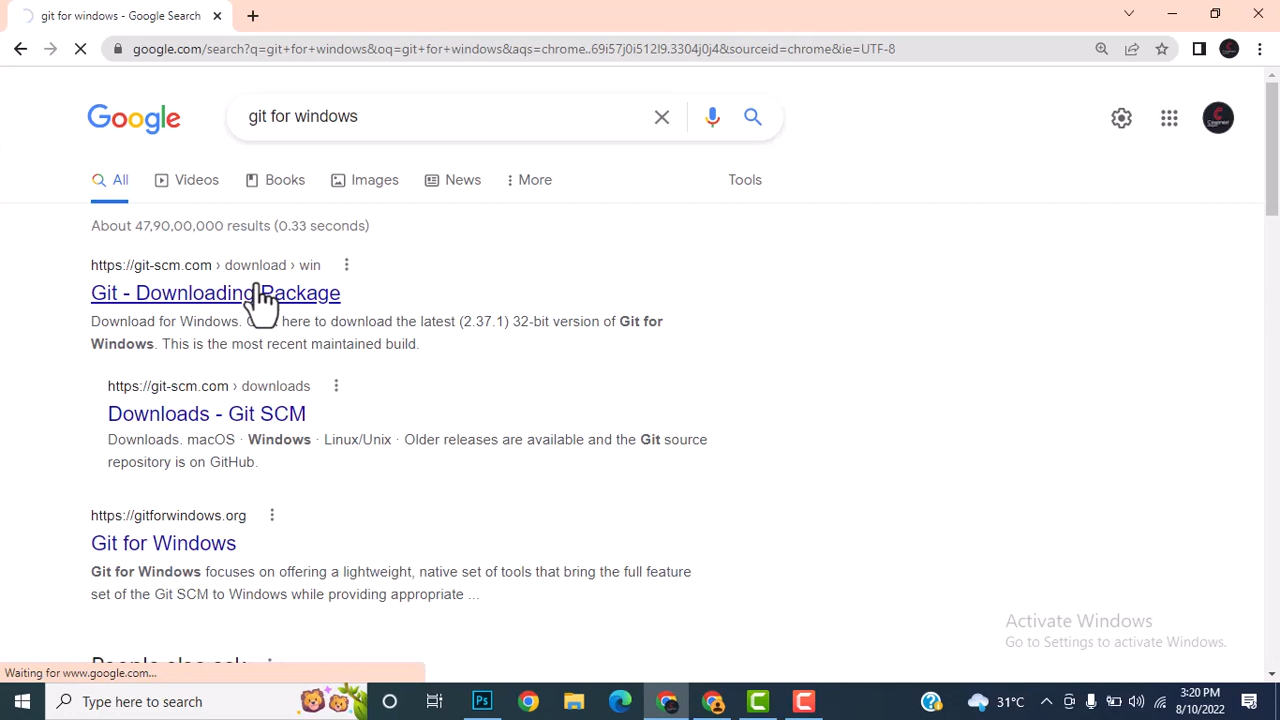 git for windows - Google Search
google.com/search?q=git+for+windows&oq=git+for+windows&aqs=chrome..69i57j0i512l9.3304j0j4&sourceid=chrome&ie=UTF-8
Google
git for windows
All
Videos
Books
Images
News
More
Tools
About 47,90,00,000 results (0.33 seconds)
https://git-scm.com › download › win
Git - Downloading Package
Download for Windows. here to download the latest (2.37.1) 32-bit version of Git for
Windows. This is the most recent maintained build.
https://git-scm.com › downloads
Downloads - Git SCM
Downloads. macOS · Windows · Linux/Unix · Older releases are available and the Git source
repository is on GitHub.
https://gitforwindows.org
Git for Windows
Git for Windows focuses on offering a lightweight, native set of tools that bring the full feature
set of the Git SCM to Windows while providing appropriate ...
People also ask
Activate Windows
Go to Settings to activate Windows.
Waiting for www.google.com...
Type here to search
Ps
31°C
3:20 PM
8/10/2022